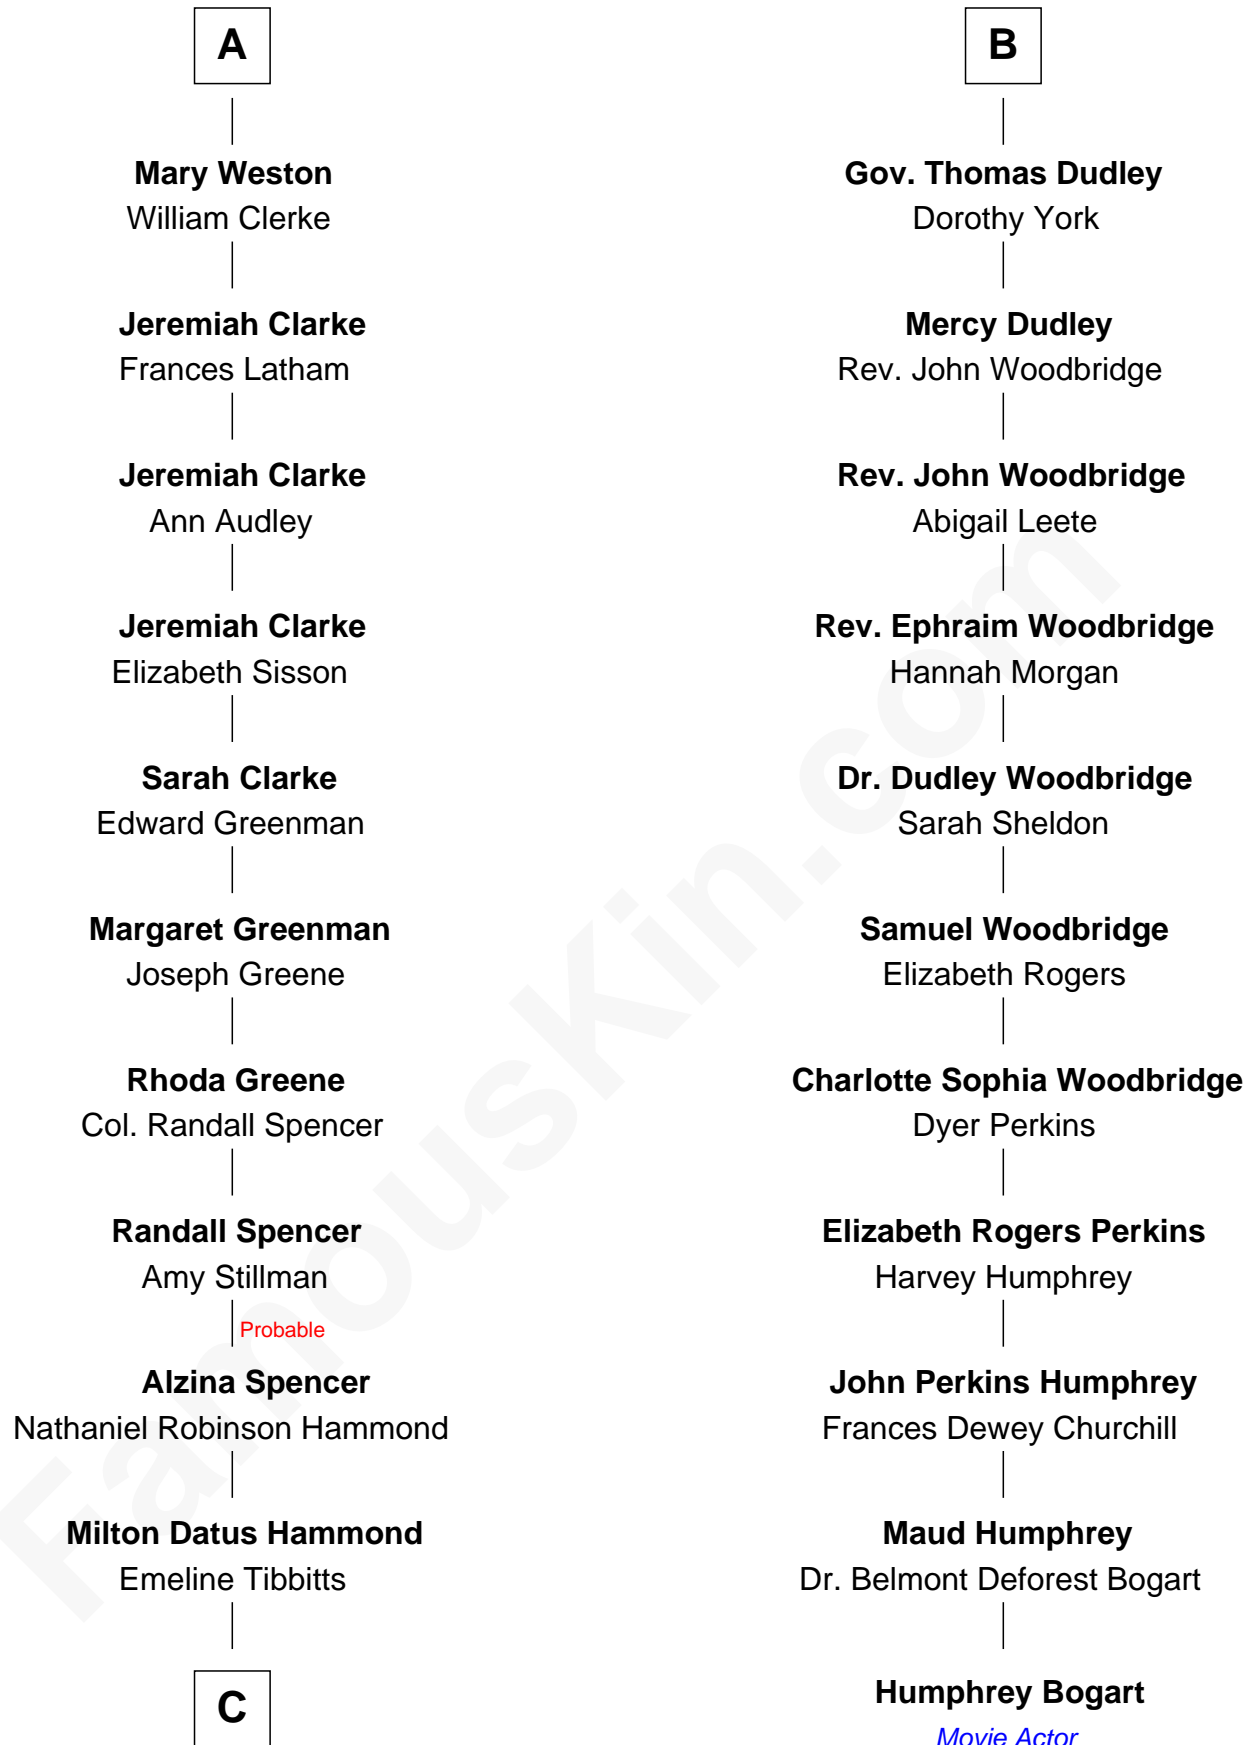 A
Mary Weston
William Clerke
Jeremiah Clarke
Frances Latham
Jeremiah Clarke
Ann Audley
Jeremiah Clarke
Elizabeth Sisson
Sarah Clarke
Edward Greenman
Margaret Greenman
Joseph Greene
Rhoda Greene
Col. Randall Spencer
Randall Spencer
Amy Stillman
Probable
Alzina Spencer
Nathaniel Robinson Hammond
Milton Datus Hammond
Emeline Tibbitts
C
B
Gov. Thomas Dudley
Dorothy York
Mercy Dudley
Rev. John Woodbridge
Rev. John Woodbridge
Abigail Leete
Rev. Ephraim Woodbridge
Hannah Morgan
Dr. Dudley Woodbridge
Sarah Sheldon
Samuel Woodbridge
Elizabeth Rogers
Charlotte Sophia Woodbridge
Dyer Perkins
Elizabeth Rogers Perkins
Harvey Humphrey
John Perkins Humphrey
Frances Dewey Churchill
Maud Humphrey
Dr. Belmont Deforest Bogart
Humphrey Bogart
Movie Actor
FamousKin.com